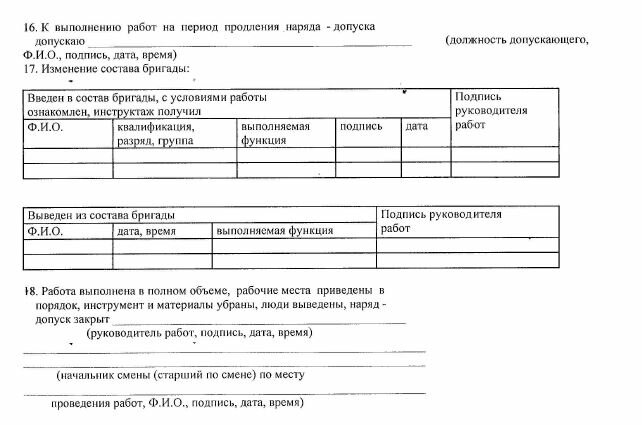 16. К выполнению работ на период продления наряда - допуска
допускаю (должность допускающего,
Ф.И.О., подпись, дата, время)
17. Изменение состава бригады:
Введен в состав бригады, с условиями работы
ознакомлен, инструктаж получил
Подпись
руководителя
работ
Ф.И.О. квалификация, выполняемая подпись дата
разряд, группа функция
Выведен из состава бригады Подпись руководителя
Ф.И.О. дата, время выполняемая функция работ
18. Работа выполнена в полном объеме, рабочие места приведены в
порядок, инструмент и материалы убраны, люди выведены, наряд -
допуск закрыт
(руководитель работ, подпись, дата, время)
(начальник смены (старший по смене) по месту
проведения работ, Ф.И.О., подпись, дата, время)